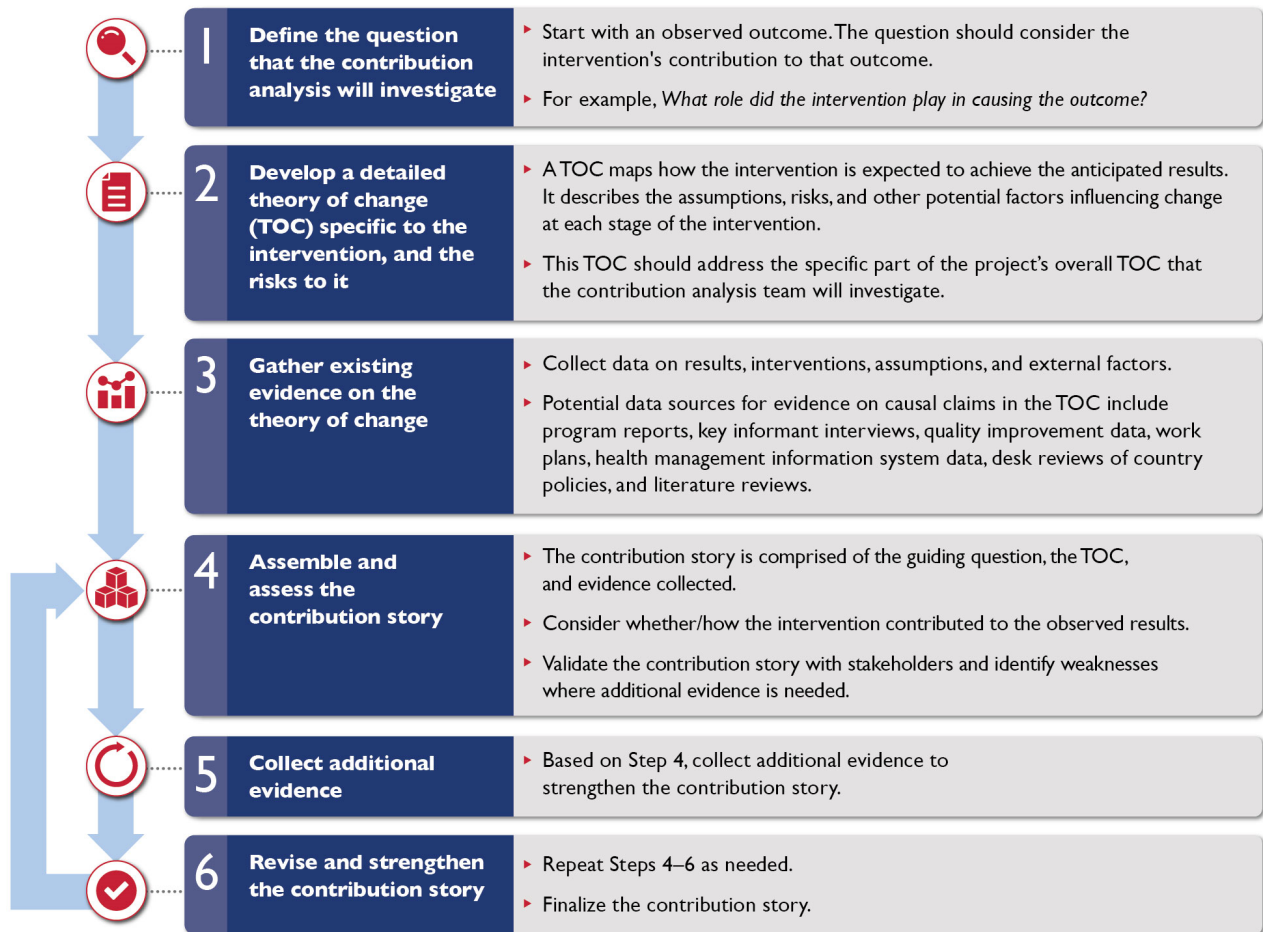 1
Define the question
that the contribution
analysis will investigate
▸ Start with an observed outcome. The question should consider the
intervention's contribution to that outcome.
▸ For example, What role did the intervention play in causing the outcome?
2
Develop a detailed
theory of change
(TOC) specific to the
intervention, and the
risks to it
▸ A TOC maps how the intervention is expected to achieve the anticipated results.
It describes the assumptions, risks, and other potential factors influencing change
at each stage of the intervention.
▸ This TOC should address the specific part of the project’s overall TOC that
the contribution analysis team will investigate.
3
Gather existing
evidence on the
theory of change
▸ Collect data on results, interventions, assumptions, and external factors.
▸ Potential data sources for evidence on causal claims in the TOC include
program reports, key informant interviews, quality improvement data, work
plans, health management information system data, desk reviews of country
policies, and literature reviews.
4
Assemble and
assess the
contribution story
▸ The contribution story is comprised of the guiding question, the TOC,
and evidence collected.
▸ Consider whether/how the intervention contributed to the observed results.
▸ Validate the contribution story with stakeholders and identify weaknesses
where additional evidence is needed.
5
Collect additional
evidence
▸ Based on Step 4, collect additional evidence to
strengthen the contribution story.
6
Revise and strengthen
the contribution story
▸ Repeat Steps 4–6 as needed.
▸ Finalize the contribution story.